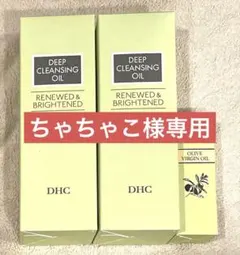 DEEP
CLEANSING
OIL
RENEWED &
BRIGHTENED
DHC
DEEP
CLEANSING
OIL
RENEWED &
BRIGHTENED
DHC
ちゃちゃこ様専用
OLIVE
VIRGIN OIL